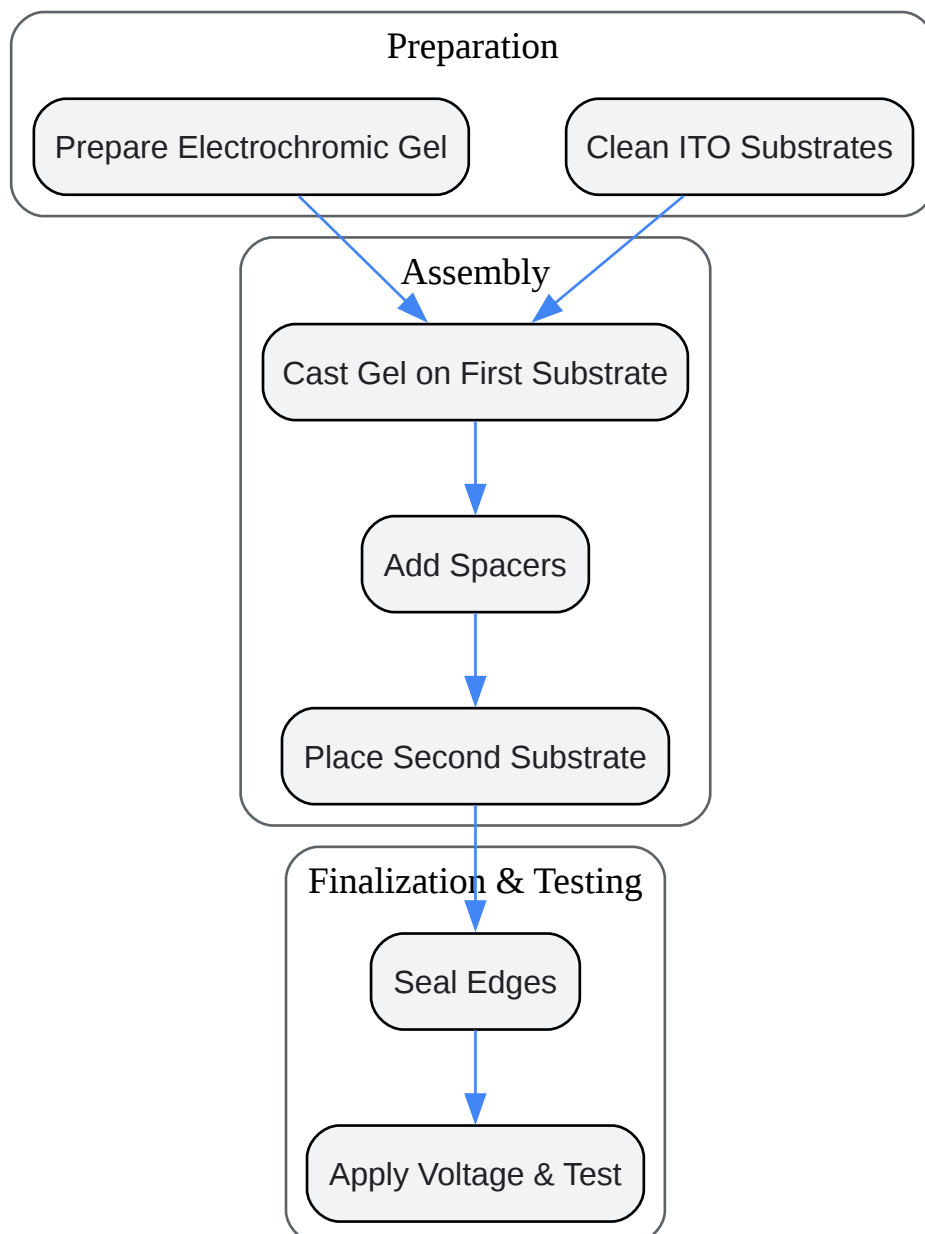 Preparation
Prepare Electrochromic Gel
Clean ITO Substrates
Assembly
Cast Gel on First Substrate
Add Spacers
Place Second Substrate
Finalization & Testing
Seal Edges
Apply Voltage & Test